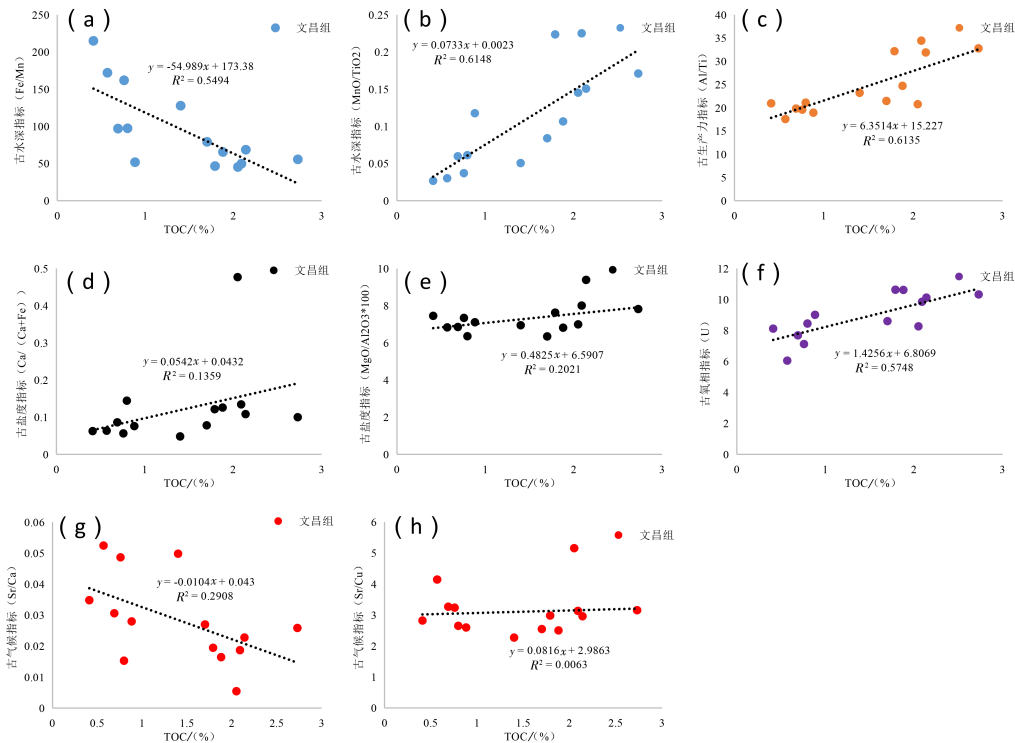 (a)
文昌组
古水深指标（Fe/Mn）
250
200
150
100
50
0
y = -54.989x + 173.38
R² = 0.5494
0 1 2 3
TOC/(%)
(b)
文昌组
古水深指标（MnO/TiO2）
0.25
0.2
0.15
0.1
0.05
0
y = 0.0733x + 0.0023
R² = 0.6148
0 1 2 3
TOC/(%)
(c)
文昌组
古生产力指标（Al/Ti）
40
35
30
25
20
15
10
5
0
y = 6.3514x + 15.227
R² = 0.6135
0 1 2 3
TOC/(%)
(d)
文昌组
古盐度指标（Ca/（Ca+Fe）
0.5
0.4
0.3
0.2
0.1
0
y = 0.0542x + 0.0432
R² = 0.1359
0 1 2 3
TOC/(%)
(e)
文昌组
古盐度指标（MgO/Al2O3*100）
10
8
6
4
2
0
y = 0.4825x + 6.5907
R² = 0.2021
0 1 2 3
TOC/(%)
(f)
文昌组
古氧相指标（U）
12
10
8
6
4
2
0
y = 1.4256x + 6.8069
R² = 0.5748
0 1 2 3
TOC/(%)
(g)
文昌组
古气候指标（Sr/Ca）
0.06
0.05
0.04
0.03
0.02
0.01
0
y = -0.0104x + 0.043
R² = 0.2908
0 0.5 1 1.5 2 2.5 3
TOC/(%)
(h)
文昌组
古气候指标（Sr/Cu）
6
5
4
3
2
1
0
y = 0.0816x + 2.9863
R² = 0.0063
0 0.5 1 1.5 2 2.5 3
TOC/(%)